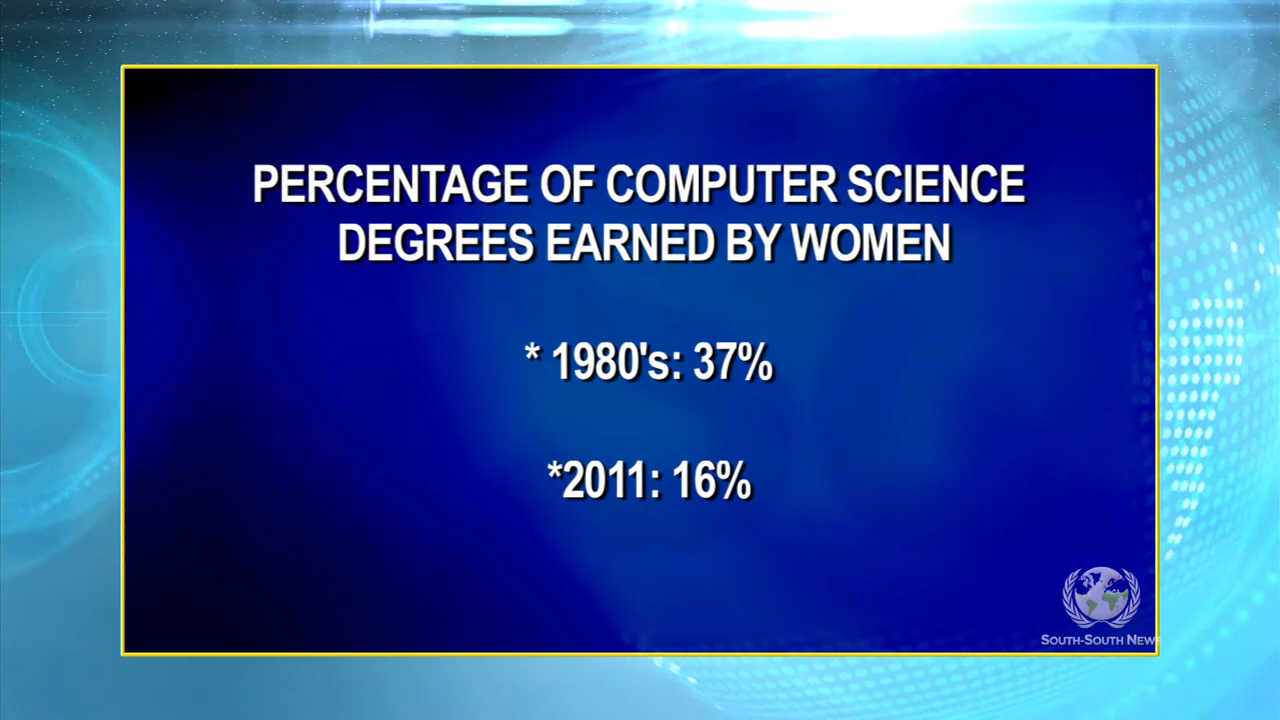 PERCENTAGE OF COMPUTER SCIENCE
DEGREES EARNED BY WOMEN
* 1980's: 37%
*2011: 16%
SOUTH-SOUTH NEWS